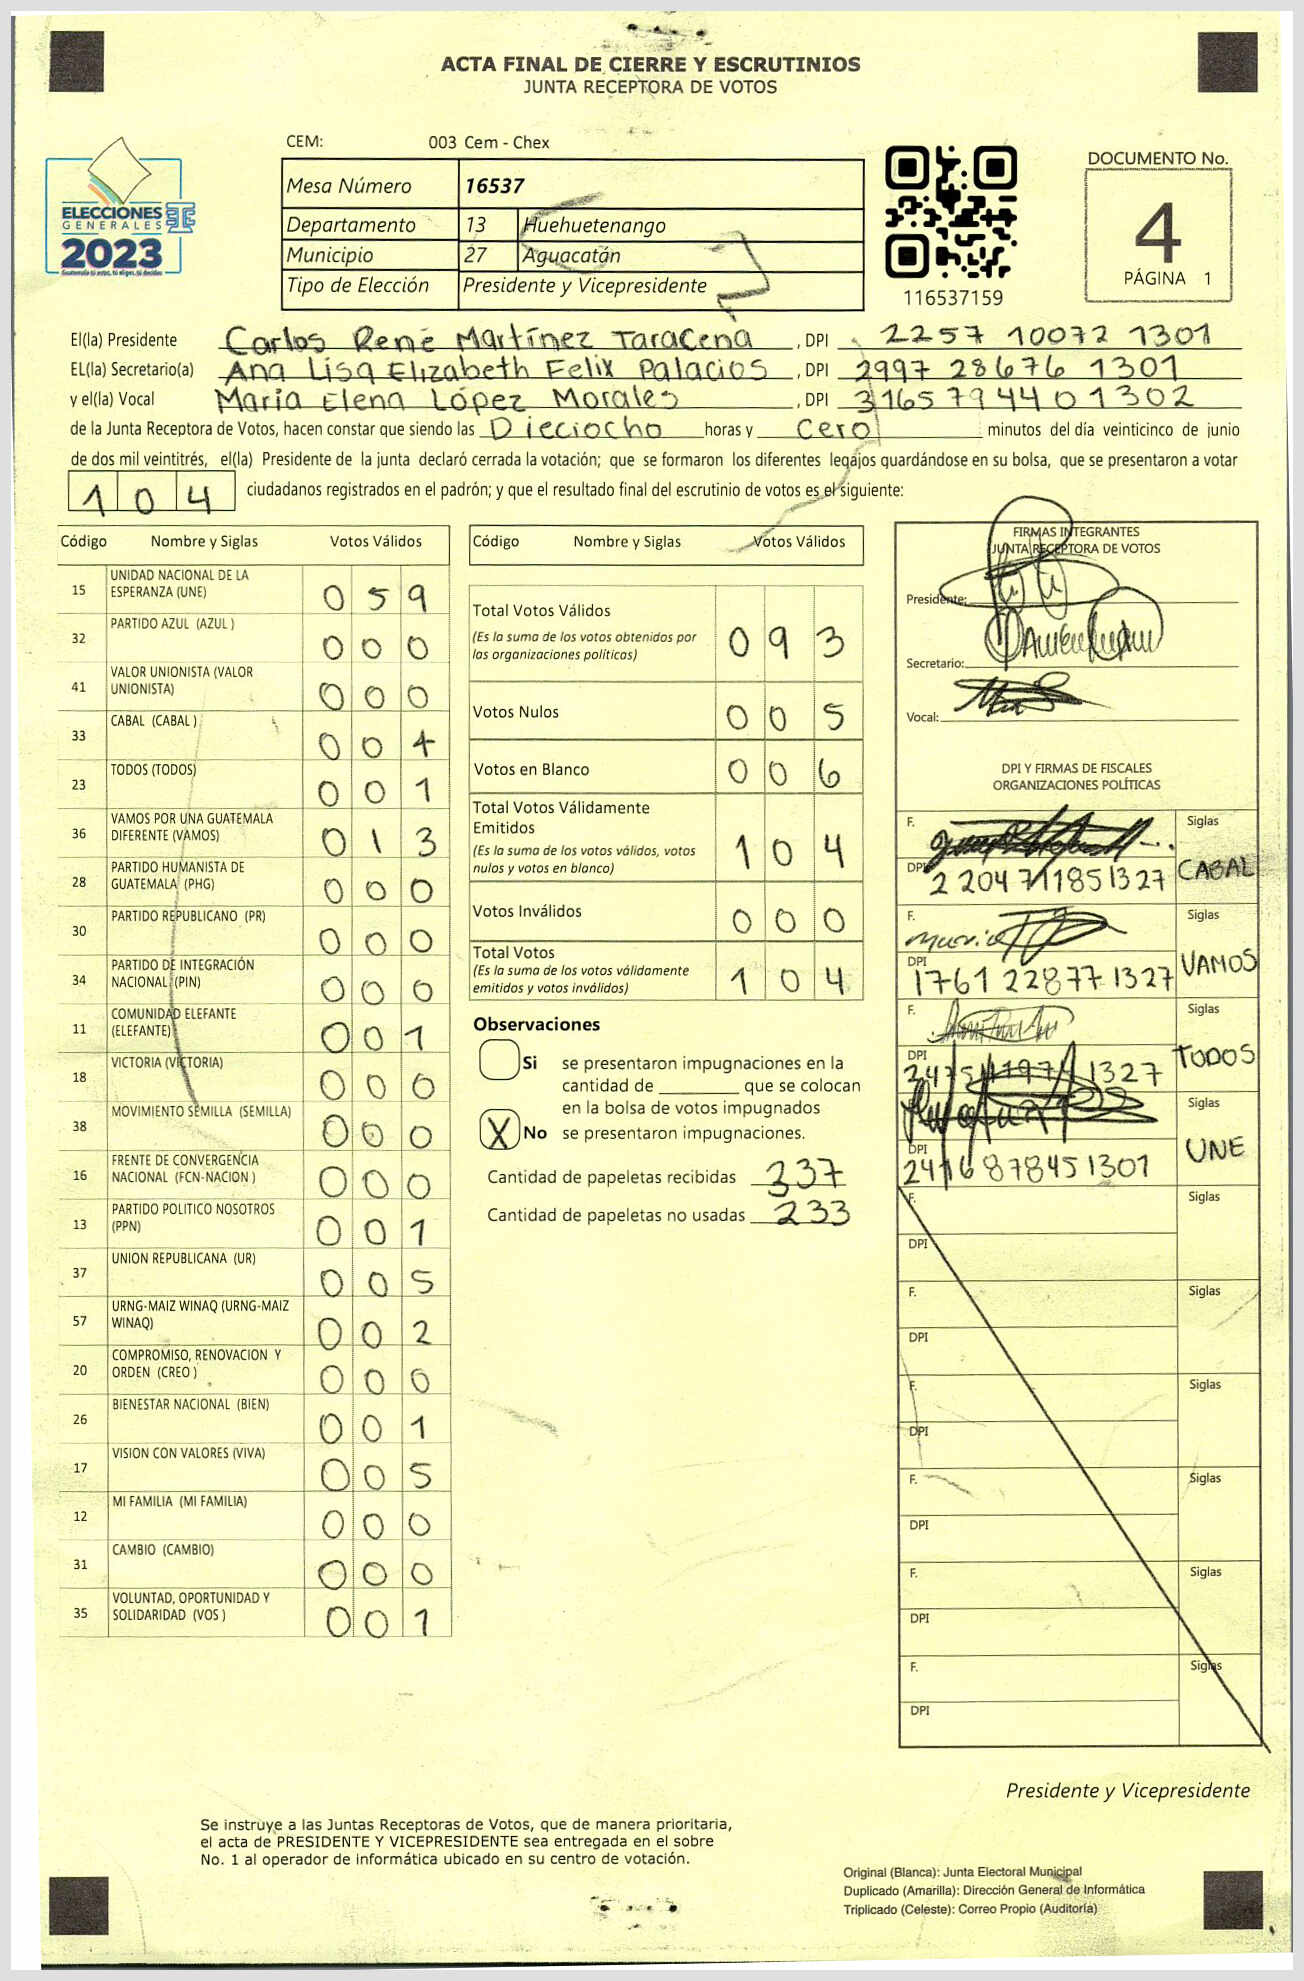 ACTA FINAL DE CIERRE Y ESCRUTINIOS
JUNTA RECEPTORA DE VOTOS
CEM: 003 Cem - Chex
Mesa Número 16537
Departamento 13 Huehuetenango
Municipio 27 Aguacatán
Tipo de Elección Presidente y Vicepresidente
ELECCIONES
GENERALES
2023
Guatemala tú estas, tú eliges, tú decides
116537159
DOCUMENTO No.
4
PÁGINA 1
El(la) Presidente Carlos René Martínez Taracena , DPI 2257 10072 1301
EL(la) Secretario(a) Ana Lisa Elizabeth Felix Palacios , DPI 2997 28676 1301
y el(la) Vocal María Elena López Morales , DPI 3165794401302
de la Junta Receptora de Votos, hacen constar que siendo las Dieciocho horas y cero minutos del día veinticinco de junio
de dos mil veintitrés, el(la) Presidente de la junta declaró cerrada la votación; que se formaron los diferentes legajos guardándose en su bolsa, que se presentaron a votar
104 ciudadanos registrados en el padrón; y que el resultado final del escrutinio de votos es el siguiente:
Código Nombre y Siglas Votos Válidos
15 UNIDAD NACIONAL DE LA ESPERANZA (UNE) 059
32 PARTIDO AZUL (AZUL ) 000
41 VALOR UNIONISTA (VALOR UNIONISTA) 000
33 CABAL (CABAL ) 004
23 TODOS (TODOS) 001
36 VAMOS POR UNA GUATEMALA DIFERENTE (VAMOS) 013
28 PARTIDO HUMANISTA DE GUATEMALA (PHG) 000
30 PARTIDO REPUBLICANO (PR) 000
34 PARTIDO DE INTEGRACIÓN NACIONAL (PIN) 000
11 COMUNIDAD ELEFANTE (ELEFANTE) 001
18 VICTORIA (VICTORIA) 000
38 MOVIMIENTO SEMILLA (SEMILLA) 000
16 FRENTE DE CONVERGENCIA NACIONAL (FCN-NACION ) 000
13 PARTIDO POLITICO NOSOTROS (PPN) 001
37 UNION REPUBLICANA (UR) 005
57 URNG-MAIZ WINAQ (URNG-MAIZ WINAQ) 002
20 COMPROMISO, RENOVACION Y ORDEN (CREO ) 000
26 BIENESTAR NACIONAL (BIEN) 001
17 VISION CON VALORES (VIVA) 005
12 MI FAMILIA (MI FAMILIA) 000
31 CAMBIO (CAMBIO) 000
35 VOLUNTAD, OPORTUNIDAD Y SOLIDARIDAD (VOS ) 001
Código Nombre y Siglas Votos Válidos
Total Votos Válidos 093
(Es la suma de los votos obtenidos por
las organizaciones políticas)
Votos Nulos 005
Votos en Blanco 006
Total Votos Válidamente
Emitidos 104
(Es la suma de los votos válidos, votos
nulos y votos en blanco)
Votos Inválidos 000
Total Votos 104
(Es la suma de los votos válidamente
emitidos y votos inválidos)
Observaciones
Si se presentaron impugnaciones en la
cantidad de ________ que se colocan
en la bolsa de votos impugnados
X No se presentaron impugnaciones.
Cantidad de papeletas recibidas 337
Cantidad de papeletas no usadas 233
FIRMAS INTEGRANTES
JUNTA RECEPTORA DE VOTOS
Presidente:
Secretario:
Vocal:
DPI Y FIRMAS DE FISCALES
ORGANIZACIONES POLÍTICAS
F. Siglas
DPI 2204711851327 CABAL
F. Siglas
DPI 1761 22877 1327 VAMOS
F. Siglas
DPI 1327 TODOS
Siglas
DPI 2416878451301 UNE
F. Siglas
DPI
F. Siglas
DPI
F. Siglas
DPI
F. Siglas
DPI
F. Siglas
DPI
F. Siglas
DPI
Presidente y Vicepresidente
Se instruye a las Juntas Receptoras de Votos, que de manera prioritaria,
el acta de PRESIDENTE Y VICEPRESIDENTE sea entregada en el sobre
No. 1 al operador de informática ubicado en su centro de votación.
Original (Blanca): Junta Electoral Municipal
Duplicado (Amarilla): Dirección General de Informática
Triplicado (Celeste): Correo Propio (Auditoría)